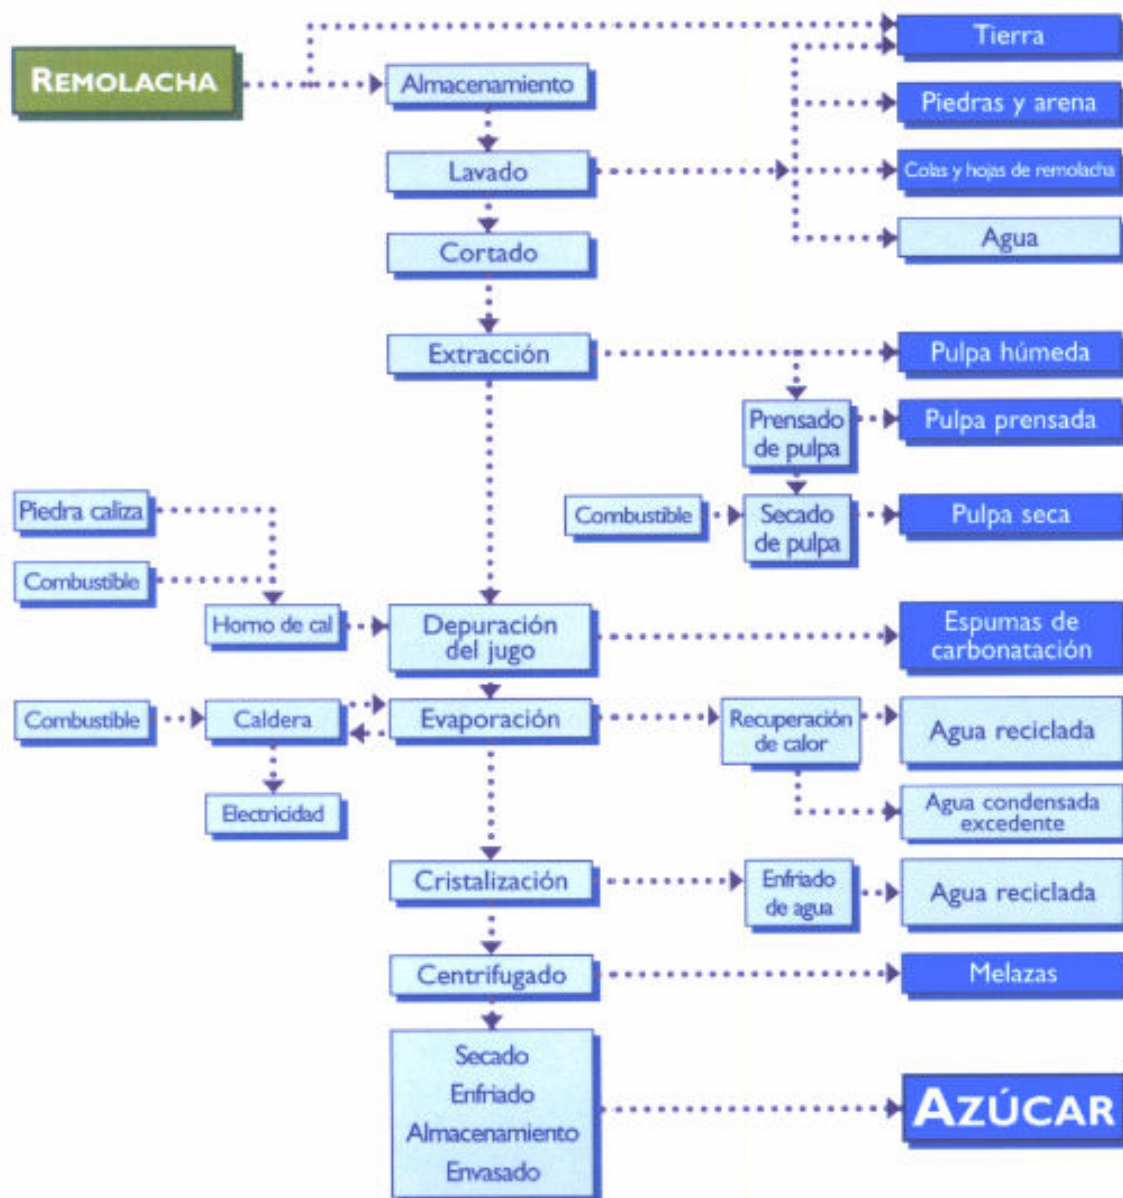 Tierra
REMOLACHA
Almacenamiento
Piedras y arena
Lavado
Colas y hojas de remolacha
Agua
Cortado
Extracción
Pulpa húmeda
Prensado
de pulpa
Pulpa prensada
Piedra caliza
Combustible
Secado
de pulpa
Pulpa seca
Combustible
Horno de cal
Depuración
del jugo
Espumas de
carbonatación
Combustible
Caldera
Evaporación
Recuperación
de calor
Agua reciclada
Electricidad
Agua condensada
excedente
Cristalización
Enfriado
de agua
Agua reciclada
Centrifugado
Melazas
Secado
Enfriado
Almacenamiento
Envasado
AZÚCAR